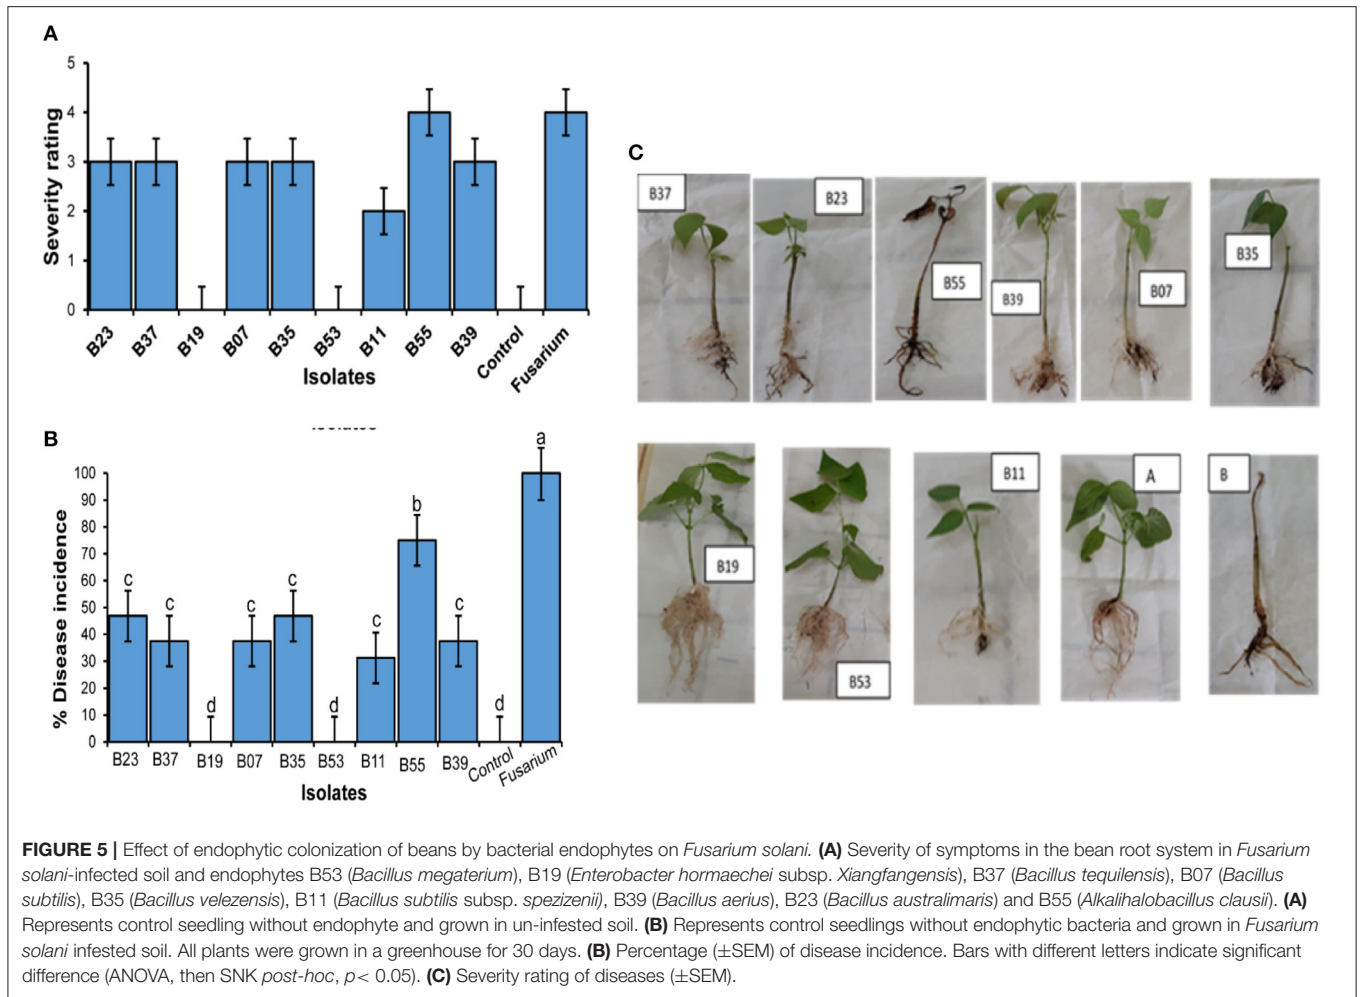 A
5
4
3
2
1
0
Severity rating
B23 B37 B19 B07 B35 B53 B11 B55 B39 Control Fusarium
Isolates
B
Isolates
100
90
80
70
60
50
40
30
20
10
0
% Disease incidence
c c d c c d c b c d a
B23 B37 B19 B07 B35 B53 B11 B55 B39 Control Fusarium
Isolates
C
B37 B23 B55 B39 B07 B35
B19 B53 B11 A B
FIGURE 5 | Effect of endophytic colonization of beans by bacterial endophytes on Fusarium solani. (A) Severity of symptoms in the bean root system in Fusarium
solani-infected soil and endophytes B53 (Bacillus megaterium), B19 (Enterobacter hormaechei subsp. Xiangfangensis), B37 (Bacillus tequilensis), B07 (Bacillus
subtilis), B35 (Bacillus velezensis), B11 (Bacillus subtilis subsp. spezizenii), B39 (Bacillus aerius), B23 (Bacillus australimaris) and B55 (Alkalihalobacillus clausii). (A)
Represents control seedling without endophyte and grown in un-infested soil. (B) Represents control seedlings without endophytic bacteria and grown in Fusarium
solani infested soil. All plants were grown in a greenhouse for 30 days. (B) Percentage (±SEM) of disease incidence. Bars with different letters indicate significant
difference (ANOVA, then SNK post-hoc, p< 0.05). (C) Severity rating of diseases (±SEM).